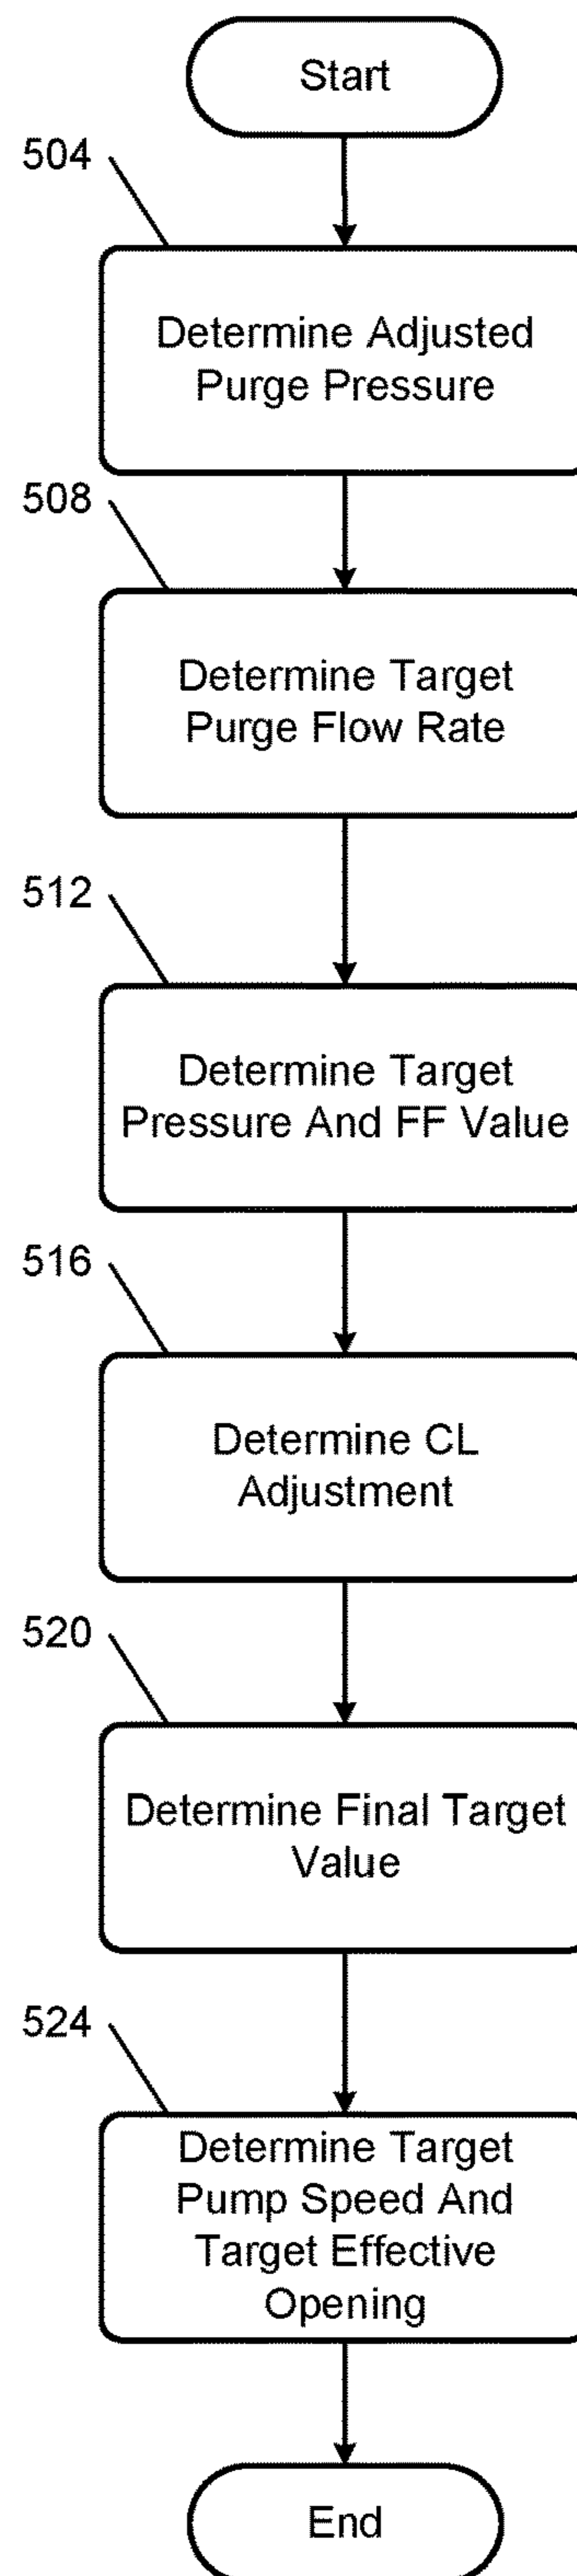 Start
504
Determine Adjusted
Purge Pressure
508
Determine Target
Purge Flow Rate
512
Determine Target
Pressure And FF Value
516
Determine CL
Adjustment
520
Determine Final Target
Value
524
Determine Target
Pump Speed And
Target Effective
Opening
End